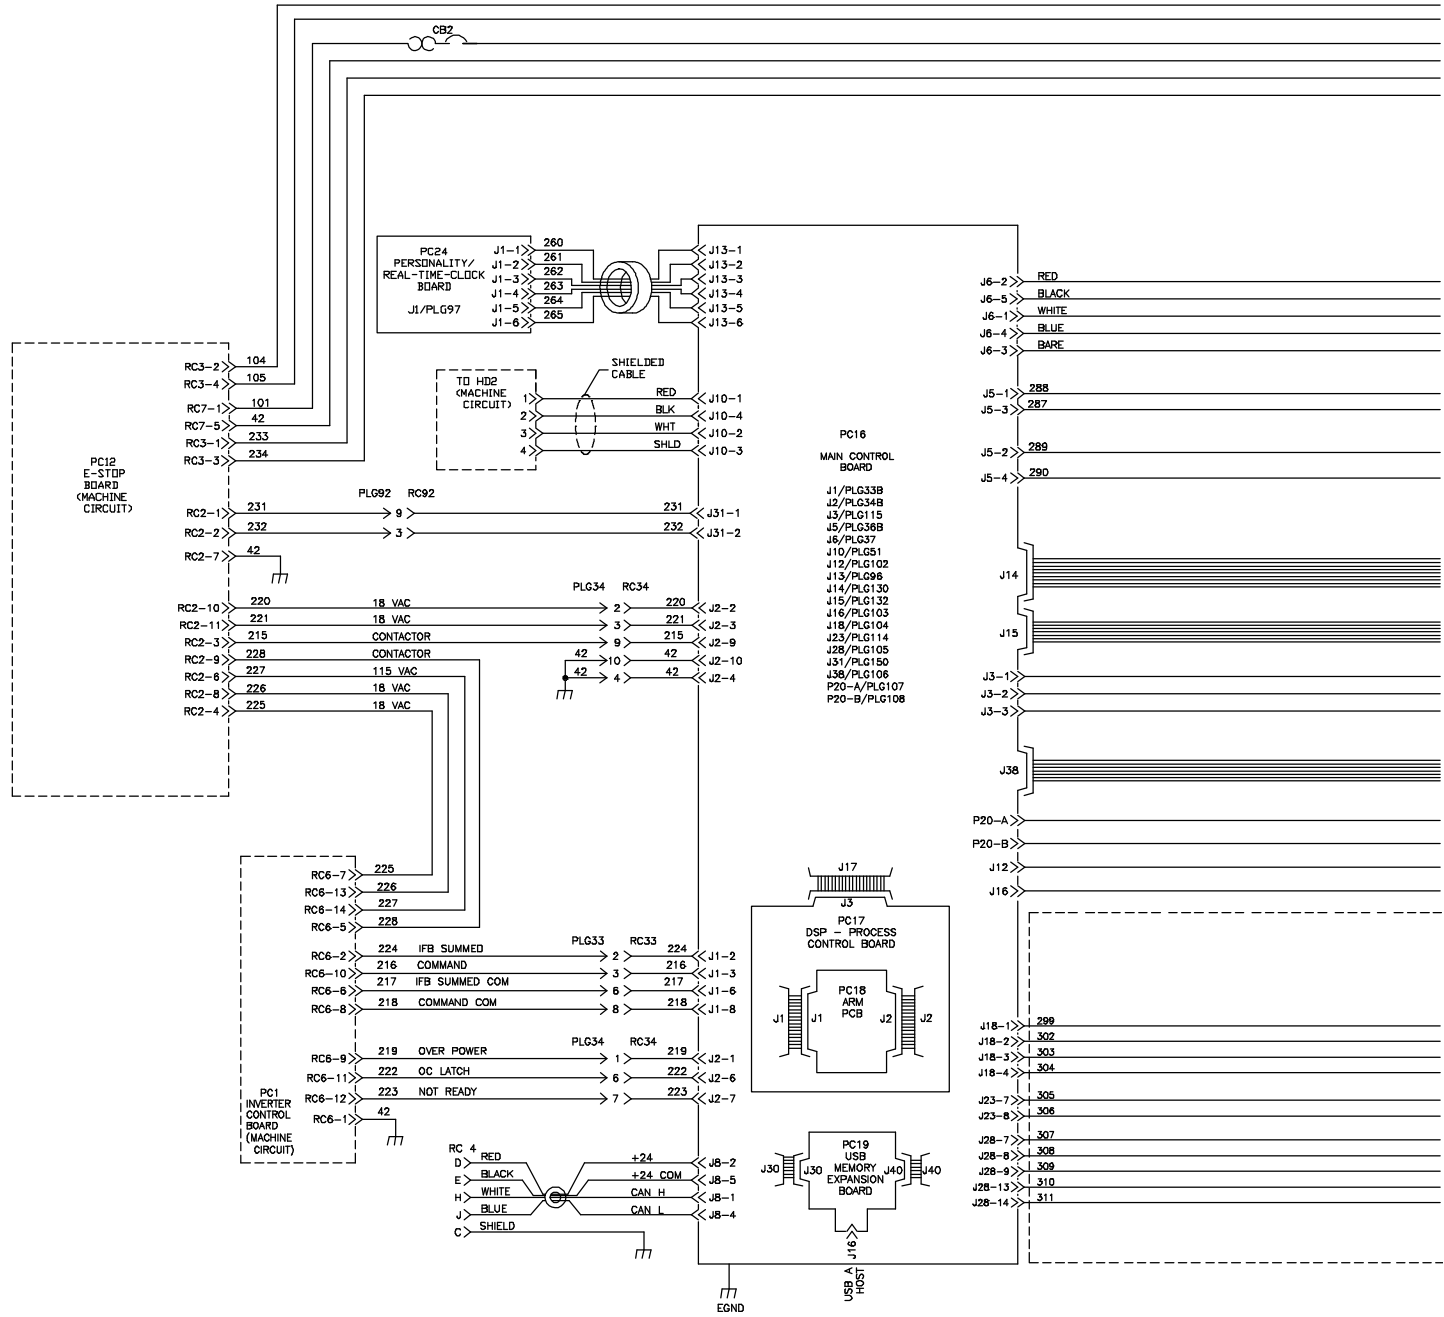 CB2
PC24
PERSONALITY/
REAL-TIME-CLOCK
BOARD
J1/PLG97
J1-1 260 J13-1
J1-2 261 J13-2
J1-3 262 J13-3
J1-4 263 J13-4
J1-5 264 J13-5
J1-6 265 J13-6
SHIELDED
CABLE
TO HD2
(MACHINE
CIRCUIT)
1 RED J10-1
2 BLK J10-4
3 WHT J10-2
4 SHLD J10-3
PC12
E-STOP
BOARD
(MACHINE
CIRCUIT)
RC3-2 104
RC3-4 105
RC7-1 101
RC7-5 42
RC3-1 233
RC3-3 234
PLG92 RC92
RC2-1 231 9 231 J31-1
RC2-2 232 3 232 J31-2
RC2-7 42
PLG34 RC34
RC2-10 220 18 VAC 2 220 J2-2
RC2-11 221 18 VAC 3 221 J2-3
RC2-3 215 CONTACTOR 9 215 J2-9
RC2-9 228 CONTACTOR
42 10 42 J2-10
RC2-6 227 115 VAC
42 4 42 J2-4
RC2-8 226 18 VAC
RC2-4 225 18 VAC
PC1
INVERTER
CONTROL
BOARD
(MACHINE
CIRCUIT)
RC6-7 225
RC6-13 226
RC6-14 227
RC6-5 228
PLG33 RC33
RC6-2 224 IFB SUMMED 2 224 J1-2
RC6-10 216 COMMAND 3 216 J1-3
RC6-6 217 IFB SUMMED COM 6 217 J1-6
RC6-8 218 COMMAND COM 8 218 J1-8
PLG34 RC34
RC6-9 219 OVER POWER 1 219 J2-1
RC6-11 222 OC LATCH 6 222 J2-6
RC6-12 223 NOT READY 7 223 J2-7
RC6-1 42
RC 4
D RED +24 J8-2
E BLACK +24 COM J8-5
H WHITE CAN H J8-1
J BLUE CAN L J8-4
C SHIELD
EGND
PC16
MAIN CONTROL
BOARD
J1/PLG33B
J2/PLG34B
J3/PLG115
J5/PLG36B
J6/PLG37
J10/PLG51
J12/PLG102
J13/PLG96
J14/PLG130
J15/PLG132
J16/PLG103
J18/PLG104
J23/PLG114
J28/PLG105
J31/PLG150
J38/PLG106
P20-A/PLG107
P20-B/PLG108
J17
J3
PC17
DSP - PROCESS
CONTROL BOARD
PC18
ARM
PCB
J1 J1 J2 J2
PC19
USB
MEMORY
EXPANSION
BOARD
J30 J30 J40 J40
J16
USB A
HOST
J6-2 RED
J6-5 BLACK
J6-1 WHITE
J6-4 BLUE
J6-3 BARE
J5-1 288
J5-3 287
J5-2 289
J5-4 290
J14
J15
J3-1
J3-2
J3-3
J38
P20-A
P20-B
J12
J16
J18-1 299
J18-2 302
J18-3 303
J18-4 304
J23-7 305
J23-8 306
J28-7 307
J28-8 308
J28-9 309
J28-13 310
J28-14 311